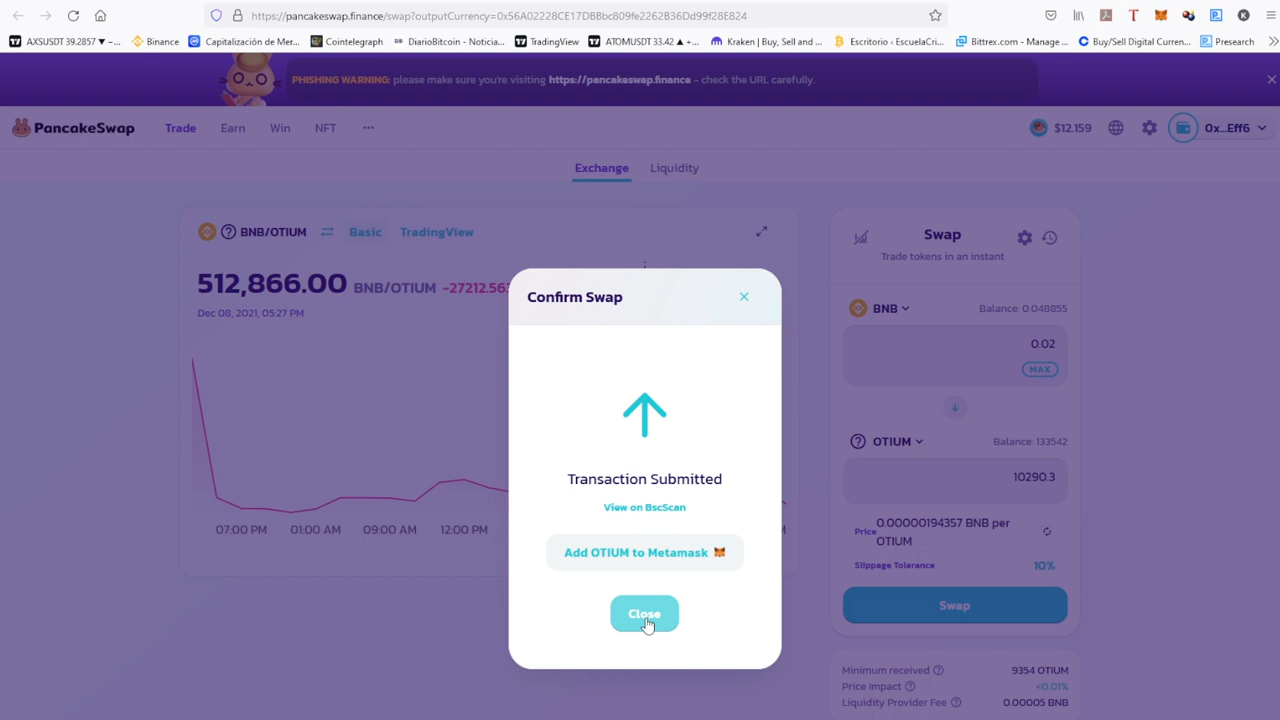 https://pancakeswap.finance/swap?outputCurrency=0x56A02228CE17DBBbc809fe2262B36Dd99f28E824
AXSUSDT 39.2857 ▼ −... Binance Capitalización de Mer... Cointelegraph DiarioBitcoin - Noticia... TradingView ATOMUSDT 33.42 ▲ +... Kraken | Buy, Sell and ... Escritorio ‹ EscuelaCri... Bittrex.com - Manage ... Buy/Sell Digital Curren... Presearch
PHISHING WARNING: please make sure you're visiting https://pancakeswap.finance - check the URL carefully.
PancakeSwap Trade Earn Win NFT ... $12.159 0x...Eff6
Exchange Liquidity
BNB/OTIUM Basic TradingView
512,866.00 BNB/OTIUM
Dec 08, 2021, 05:27 PM
07:00 PM 01:00 AM 09:00 AM 12:00 PM
Confirm Swap
Transaction Submitted
View on BscScan
Add OTIUM to Metamask
Close
Swap
Trade tokens in an instant
BNB Balance: 0.048855
0.02
MAX
OTIUM Balance: 133542
10290.3
Price 0.00000194357 BNB per
OTIUM
Slippage Tolerance 10%
Swap
Minimum received 9354 OTIUM
Price Impact <0.01%
Liquidity Provider Fee 0.00005 BNB